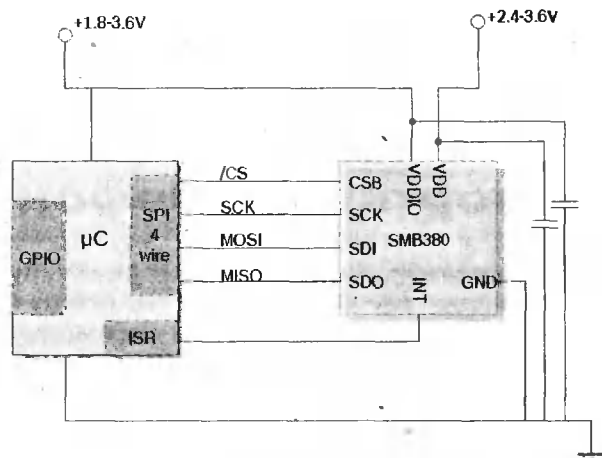 +1.8-3.6V
+2.4-3.6V
GPIO
µC
SPI
4
wire
ISR
/CS
SCK
MOSI
MISO
CSB
SCK
SDI
SDO
VDDIO
VDD
SMB380
INT
GND